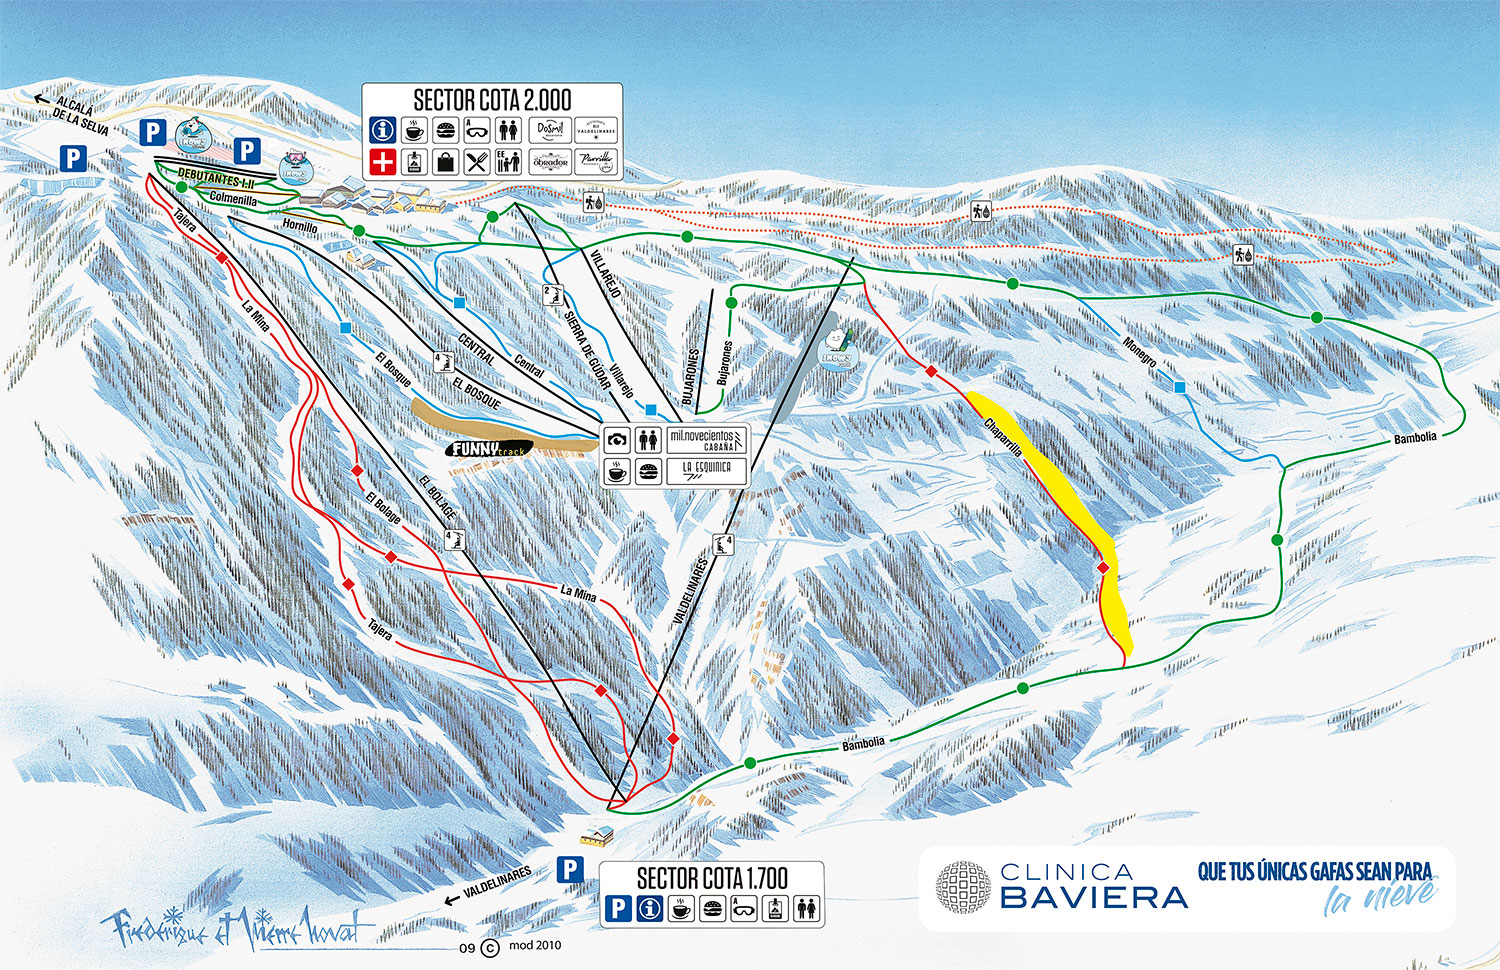 ALCALÁ
DE LA SELVA
P
P
P
SECTOR COTA 2.000
i
A
DOSMIL
VALDELINARES
EE
obrador
Parrilla
DEBUTANTES I.II
Colmenilla
Hornillo
Talera
La Mina
El Bosque
4
EL BOSQUE
CENTRAL
Central
2
SIERRA DE GÚDAR
VILLAREJO
Villarejo
BUJARONES
Bujarones
SNOWY
Monegro
Bambolia
Chaparrilla
FUNNY track
mil.novecientos
CABAÑA
LA ESQUINICA
EL BOLAGE
4
El Bolage
4
VALDELINARES
La Mina
Tajera
Bambolia
P
VALDELINARES
SECTOR COTA 1.700
P i
A
CLINICA
BAVIERA
QUE TUS ÚNICAS GAFAS SEAN PARA
la nieve
Frédérique et Pierre Novat
09 © mod 2010